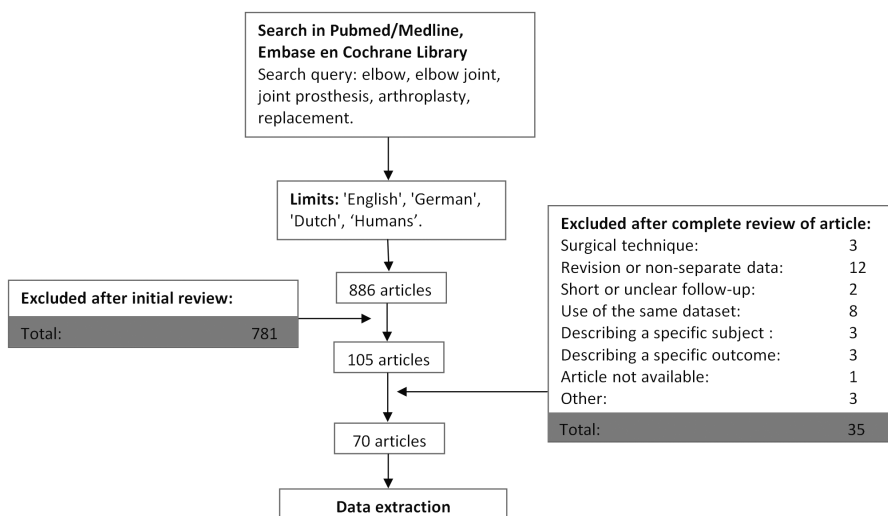 Search in Pubmed/Medline,
Embase en Cochrane Library
Search query: elbow, elbow joint,
joint prosthesis, arthroplasty,
replacement.
Limits: 'English', 'German',
'Dutch', ‘Humans’.
886 articles
Excluded after initial review:
Total: 781
105 articles
Excluded after complete review of article:
Surgical technique: 3
Revision or non-separate data: 12
Short or unclear follow-up: 2
Use of the same dataset: 8
Describing a specific subject : 3
Describing a specific outcome: 3
Article not available: 1
Other: 3
Total: 35
70 articles
Data extraction